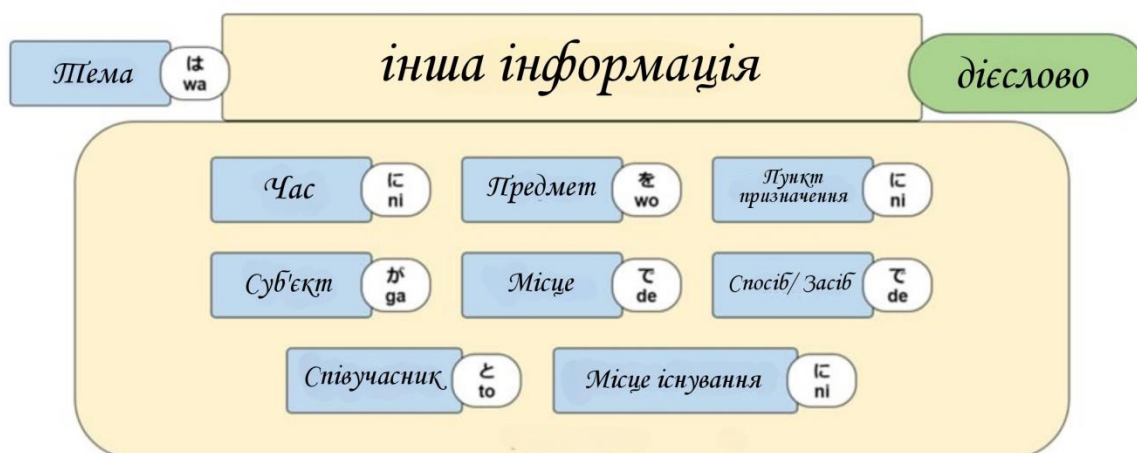 Тема
は
wa
інша інформація
дієслово
Час
に
ni
Предмет
を
wo
Пункт
призначення
に
ni
Суб'єкт
が
ga
Місце
で
de
Спосіб/ Засіб
で
de
Співучасник
と
to
Місце існування
に
ni